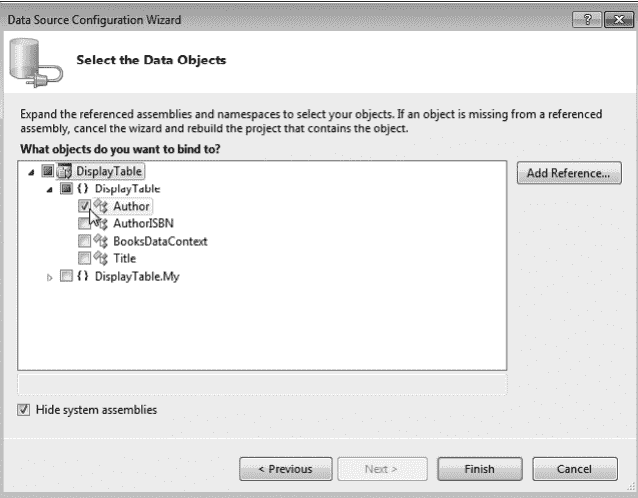 Data Source Configuration Wizard
Select the Data Objects
Expand the referenced assemblies and namespaces to select your objects. If an object is missing from a referenced
assembly, cancel the wizard and rebuild the project that contains the object.
What objects do you want to bind to?
DisplayTable
Add Reference...
{ } DisplayTable
Author
AuthorISBN
BooksDataContext
Title
{ } DisplayTable.My
Hide system assemblies
< Previous
Next >
Finish
Cancel